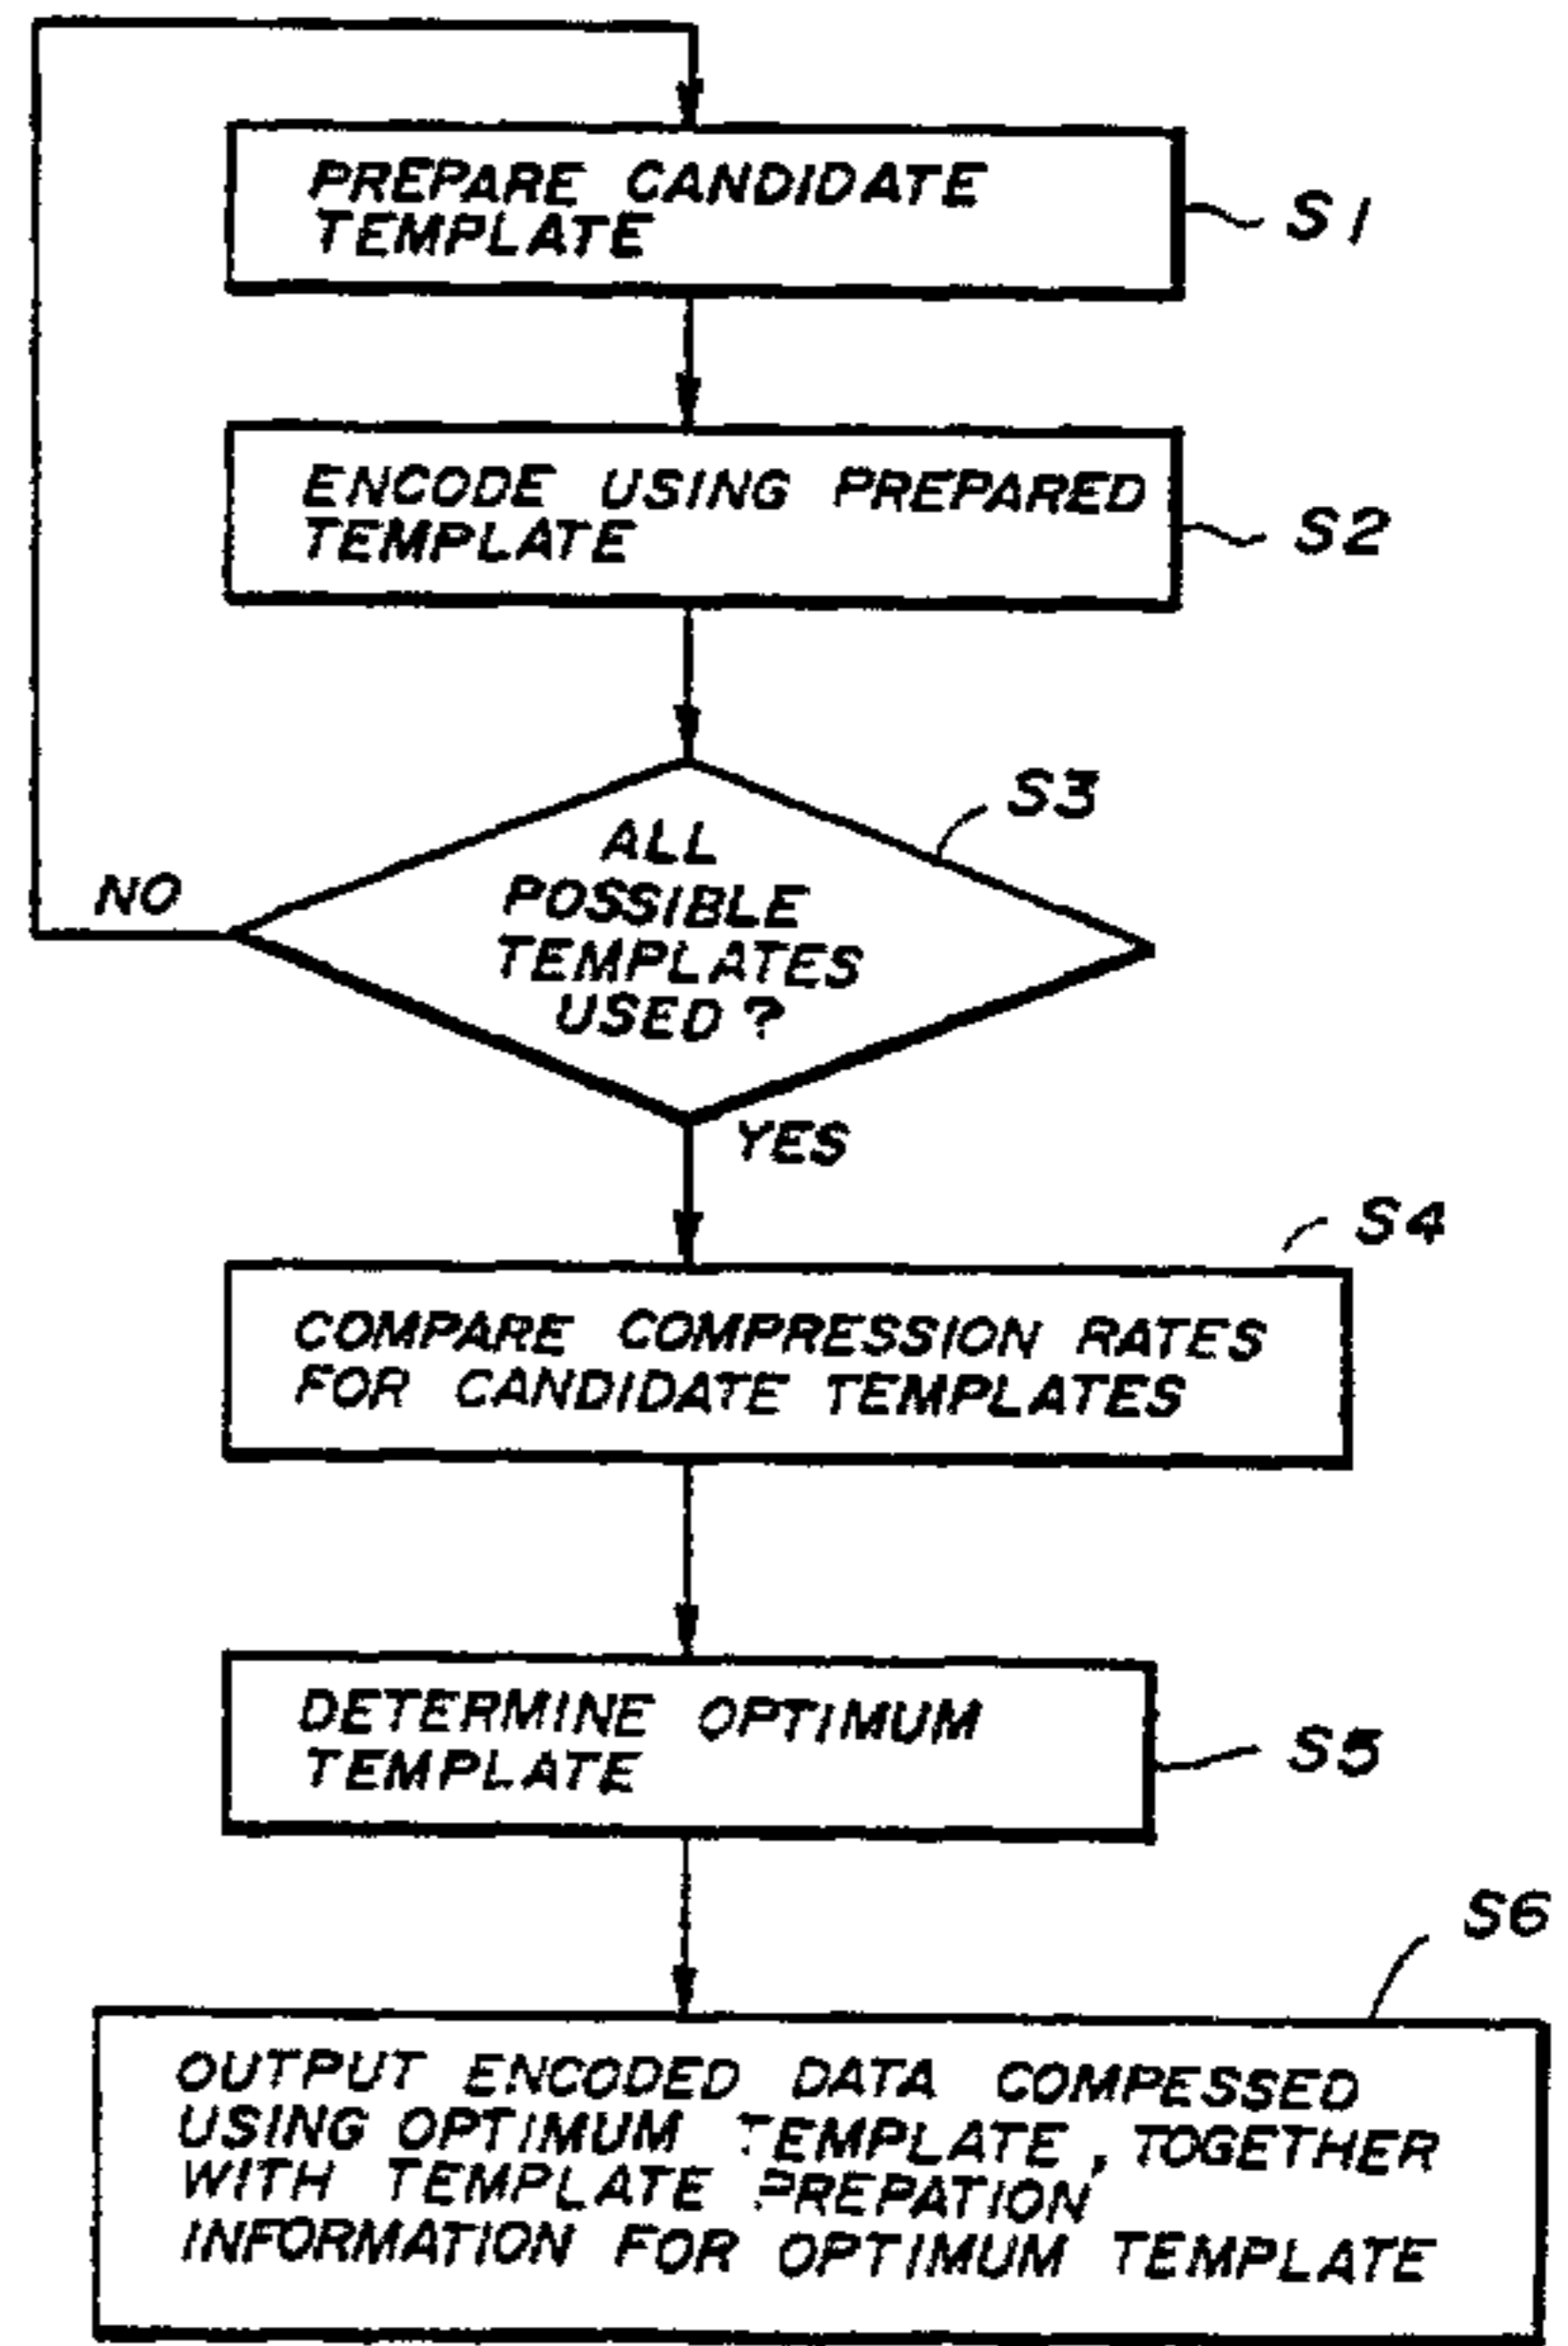 PREPARE CANDIDATE
TEMPLATE
S1
ENCODE USING PREPARED
TEMPLATE
S2
S3
ALL
POSSIBLE
TEMPLATES
USED?
NO
YES
S4
COMPARE COMPRESSION RATES
FOR CANDIDATE TEMPLATES
DETERMINE OPTIMUM
TEMPLATE
S5
S6
OUTPUT ENCODED DATA COMPESSED
USING OPTIMUM TEMPLATE, TOGETHER
WITH TEMPLATE PREPATION
INFORMATION FOR OPTIMUM TEMPLATE